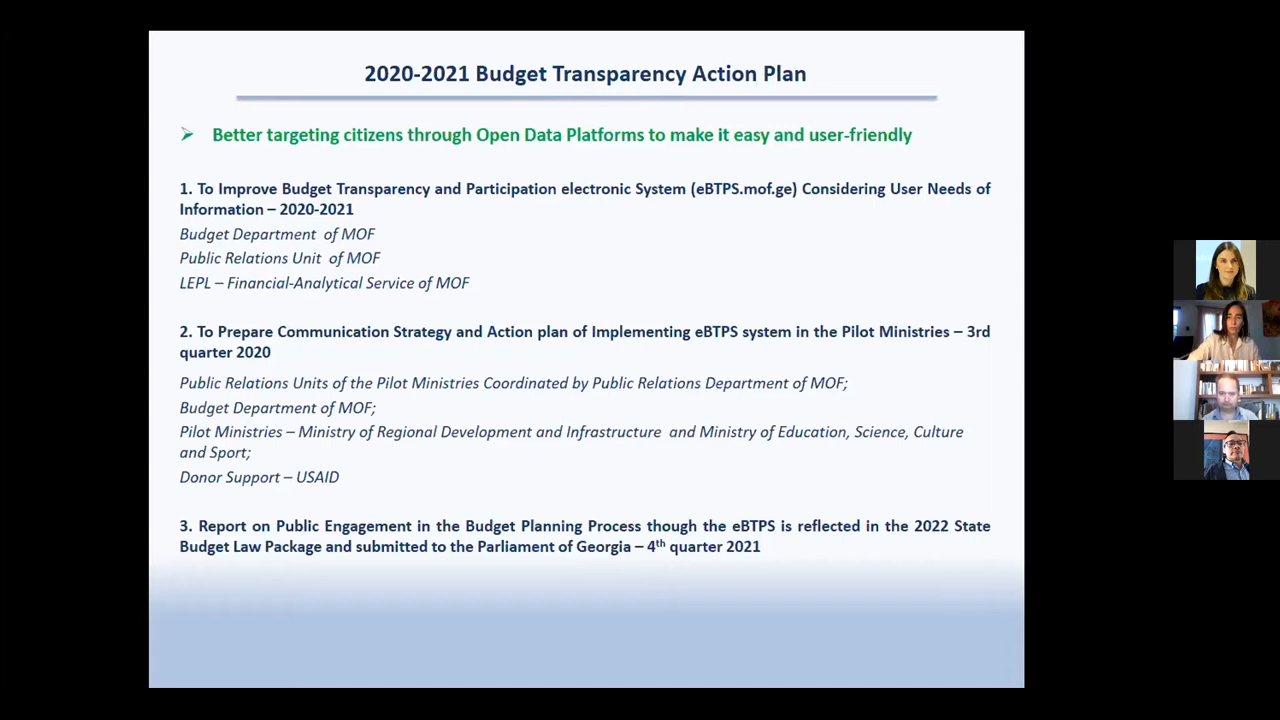 2020-2021 Budget Transparency Action Plan
Better targeting citizens through Open Data Platforms to make it easy and user-friendly
1. To Improve Budget Transparency and Participation electronic System (eBTPS.mof.ge) Considering User Needs of
Information – 2020-2021
Budget Department of MOF
Public Relations Unit of MOF
LEPL – Financial-Analytical Service of MOF
2. To Prepare Communication Strategy and Action plan of Implementing eBTPS system in the Pilot Ministries – 3rd
quarter 2020
Public Relations Units of the Pilot Ministries Coordinated by Public Relations Department of MOF;
Budget Department of MOF;
Pilot Ministries – Ministry of Regional Development and Infrastructure and Ministry of Education, Science, Culture
and Sport;
Donor Support – USAID
3. Report on Public Engagement in the Budget Planning Process though the eBTPS is reflected in the 2022 State
Budget Law Package and submitted to the Parliament of Georgia – 4th quarter 2021